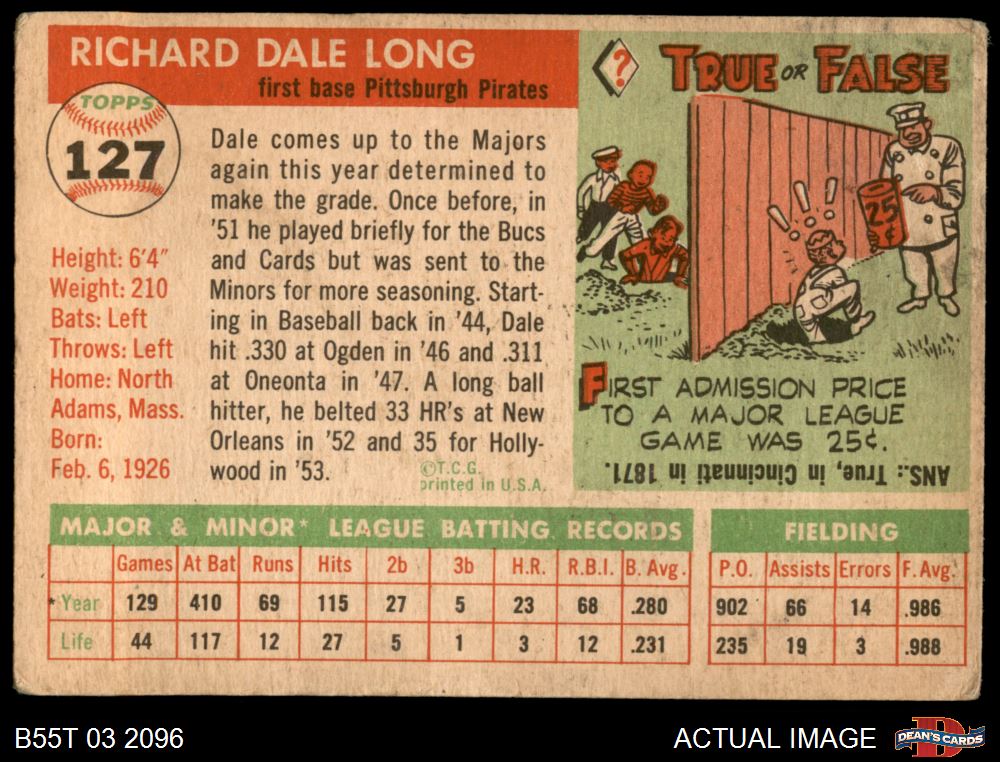 RICHARD DALE LONG
first base Pittsburgh Pirates
TOPPS
127
Height: 6'4"
Weight: 210
Bats: Left
Throws: Left
Home: North
Adams, Mass.
Born:
Feb. 6, 1926
Dale comes up to the Majors
again this year determined to
make the grade. Once before, in
'51 he played briefly for the Bucs
and Cards but was sent to the
Minors for more seasoning. Start-
ing in Baseball back in '44, Dale
hit .330 at Ogden in '46 and .311
at Oneonta in '47. A long ball
hitter, he belted 33 HR's at New
Orleans in '52 and 35 for Holly-
wood in '53.
©T.C.G.
printed in U.S.A.
?
TRUE OR FALSE
! ! !
25
¢
FIRST ADMISSION PRICE
TO A MAJOR LEAGUE
GAME WAS 25¢.
ANS.: True, in Cincinnati in 1871.
MAJOR & MINOR* LEAGUE BATTING RECORDS
Games At Bat Runs Hits 2b 3b H.R. R.B.I. B. Avg.
*Year 129 410 69 115 27 5 23 68 .280
Life 44 117 12 27 5 1 3 12 .231
FIELDING
P.O. Assists Errors F. Avg.
902 66 14 .986
235 19 3 .988
B55T 03 2096
ACTUAL IMAGE
D
DEAN'S CARDS